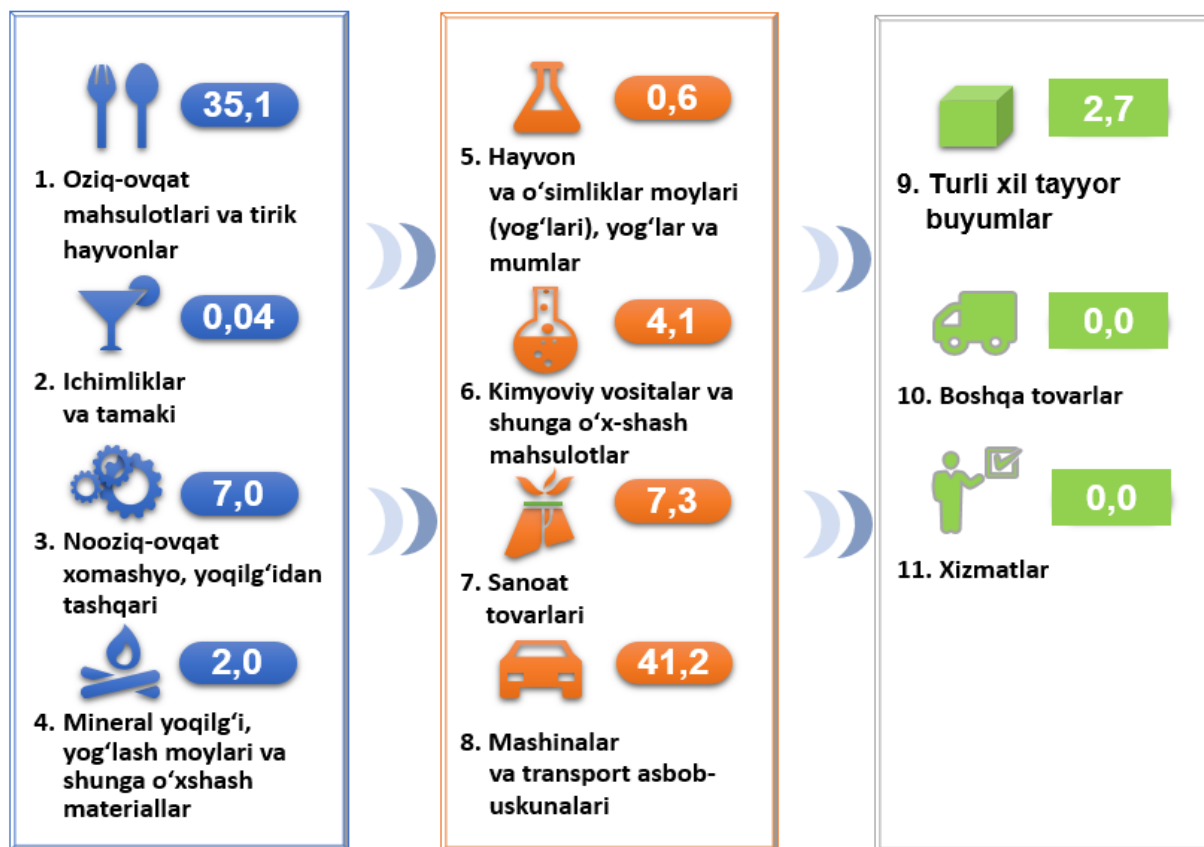 35,1
1. Oziq-ovqat
mahsulotlari va tirik
hayvonlar
0,04
2. Ichimliklar
va tamaki
7,0
3. Nooziq-ovqat
xomashyo, yoqilg‘idan
tashqari
2,0
4. Mineral yoqilg‘i,
yog‘lash moylari va
shunga o‘xshash
materiallar
0,6
5. Hayvon
va o‘simliklar moylari
(yog‘lari), yog‘lar va
mumlar
4,1
6. Kimyoviy vositalar va
shunga o‘x-shash
mahsulotlar
7,3
7. Sanoat
tovarlari
41,2
8. Mashinalar
va transport asbob-
uskunalari
2,7
9. Turli xil tayyor
buyumlar
0,0
10. Boshqa tovarlar
0,0
11. Xizmatlar